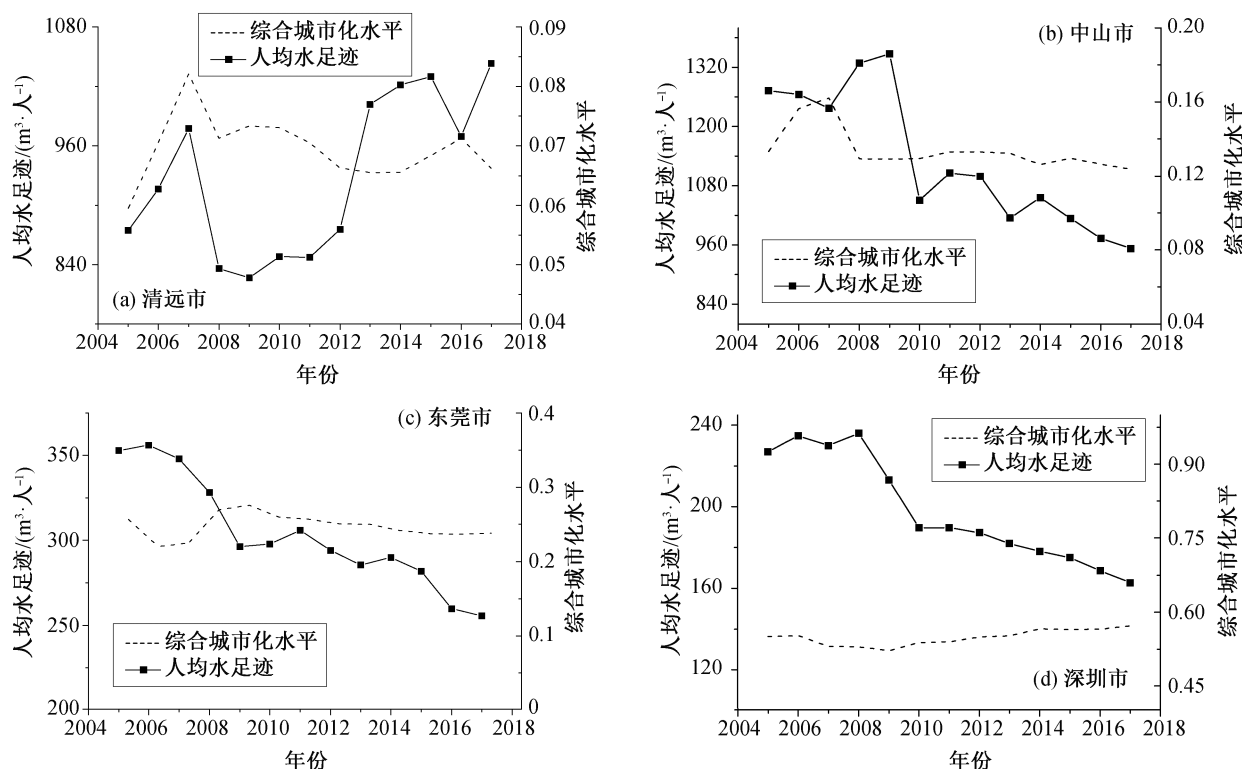 1080
960
840
人均水足迹/(m³·人⁻¹)
综合城市化水平
人均水足迹
(a) 清远市
0.09
0.08
0.07
0.06
0.05
0.04
综合城市化水平
2004 2006 2008 2010 2012 2014 2016 2018
年份
1320
1200
1080
960
840
人均水足迹/(m³·人⁻¹)
(b) 中山市
综合城市化水平
人均水足迹
0.20
0.16
0.12
0.08
0.04
综合城市化水平
2004 2006 2008 2010 2012 2014 2016 2018
年份
350
300
250
200
人均水足迹/(m³·人⁻¹)
(c) 东莞市
综合城市化水平
人均水足迹
0.4
0.3
0.2
0.1
0
综合城市化水平
2004 2006 2008 2010 2012 2014 2016 2018
年份
240
200
160
120
人均水足迹/(m³·人⁻¹)
综合城市化水平
人均水足迹
(d) 深圳市
0.90
0.75
0.60
0.45
综合城市化水平
2004 2006 2008 2010 2012 2014 2016 2018
年份